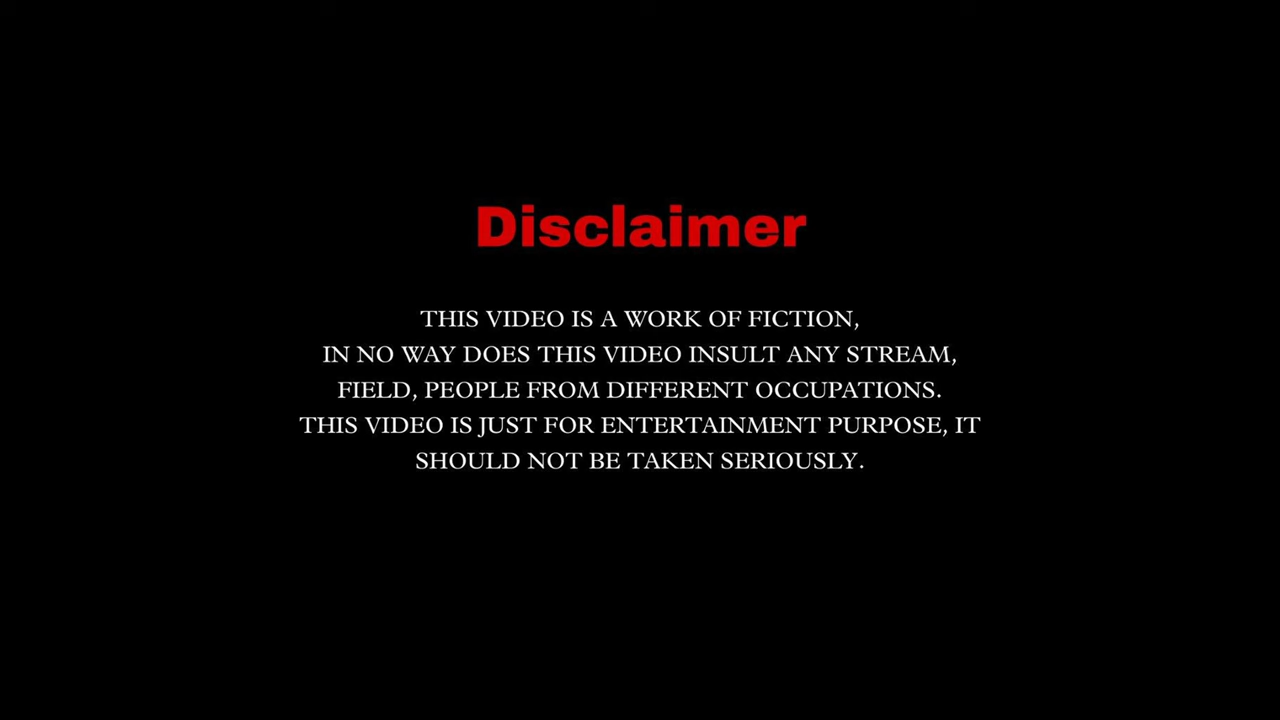 Disclaimer
THIS VIDEO IS A WORK OF FICTION,
IN NO WAY DOES THIS VIDEO INSULT ANY STREAM,
FIELD, PEOPLE FROM DIFFERENT OCCUPATIONS.
THIS VIDEO IS JUST FOR ENTERTAINMENT PURPOSE, IT
SHOULD NOT BE TAKEN SERIOUSLY.